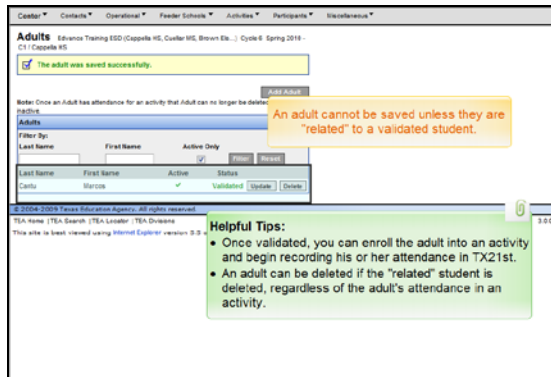 Center Contacts Operational Feeder Schools Activities Participants Miscellaneous
Adults Edvance Training ESD (Cappella HS, Cuellar MS, Brown Ele...) Cycle 6 Spring 2018 -
C1 / Cappella HS
The adult was saved successfully.
Add Adult
Note: Once an Adult has attendance for an activity that Adult can no longer be deleted
inactive.
An adult cannot be saved unless they are
"related" to a validated student.
Adults
Filter By:
Last Name First Name Active Only
Filter Reset
Last Name First Name Active Status
Cantu Marcos Validated Update Delete
© 2004-2009 Texas Education Agency. All rights reserved.
TEA Home | TEA Search | TEA Locator | TEA Divisions
This site is best viewed using Internet Explorer version
Helpful Tips:
• Once validated, you can enroll the adult into an activity
and begin recording his or her attendance in TX21st.
• An adult can be deleted if the "related" student is
deleted, regardless of the adult's attendance in an
activity.